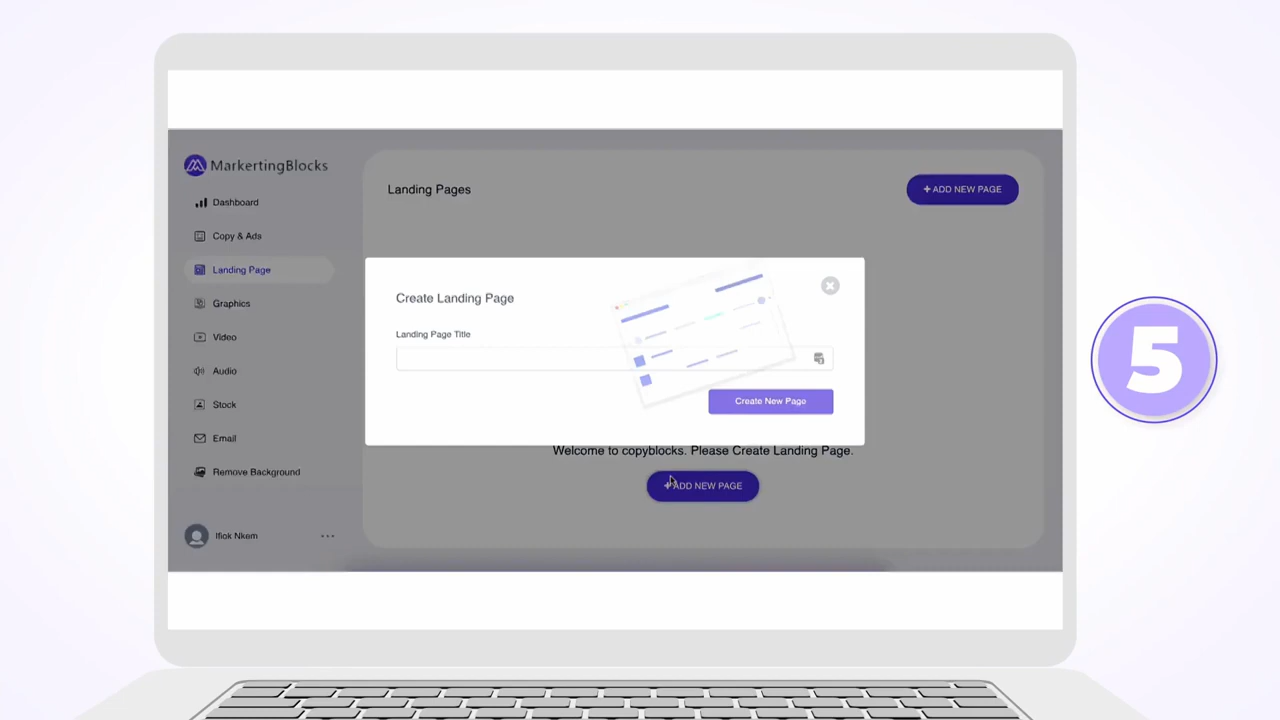 MarkertingBlocks
Dashboard
Copy & Ads
Landing Page
Graphics
Video
Audio
Stock
Email
Remove Background
Ifiok Nkem
Landing Pages
+ ADD NEW PAGE
Create Landing Page
Landing Page Title
Create New Page
Welcome to copyblocks. Please Create Landing Page.
+ ADD NEW PAGE
5